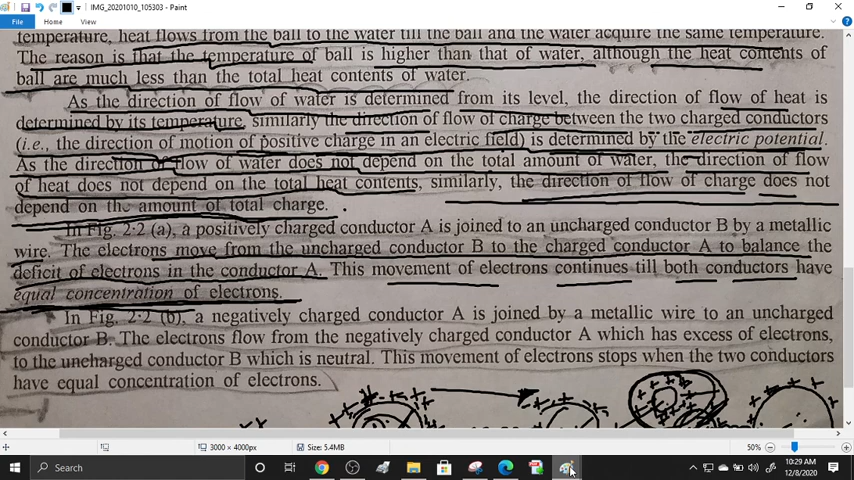 IMG_20201010_105303 - Paint
File Home View
temperature, heat flows from the ball to the water till the ball and the water acquire the same temperature.
The reason is that the temperature of ball is higher than that of water, although the heat contents of
ball are much less than the total heat contents of water.
As the direction of flow of water is determined from its level, the direction of flow of heat is
determined by its temperature, similarly the direction of flow of charge between the two charged conductors
(i.e., the direction of motion of positive charge in an electric field) is determined by the electric potential.
As the direction of flow of water does not depend on the total amount of water, the direction of flow
of heat does not depend on the total heat contents, similarly, the direction of flow of charge does not
depend on the amount of total charge.
In Fig. 2·2 (a), a positively charged conductor A is joined to an uncharged conductor B by a metallic
wire. The electrons move from the uncharged conductor B to the charged conductor A to balance the
deficit of electrons in the conductor A. This movement of electrons continues till both conductors have
equal concentration of electrons.
In Fig. 2·2 (b), a negatively charged conductor A is joined by a metallic wire to an uncharged
conductor B. The electrons flow from the negatively charged conductor A which has excess of electrons,
to the uncharged conductor B which is neutral. This movement of electrons stops when the two conductors
have equal concentration of electrons.
3000 × 4000px Size: 5.4MB 50%
Search
10:29 AM
12/8/2020